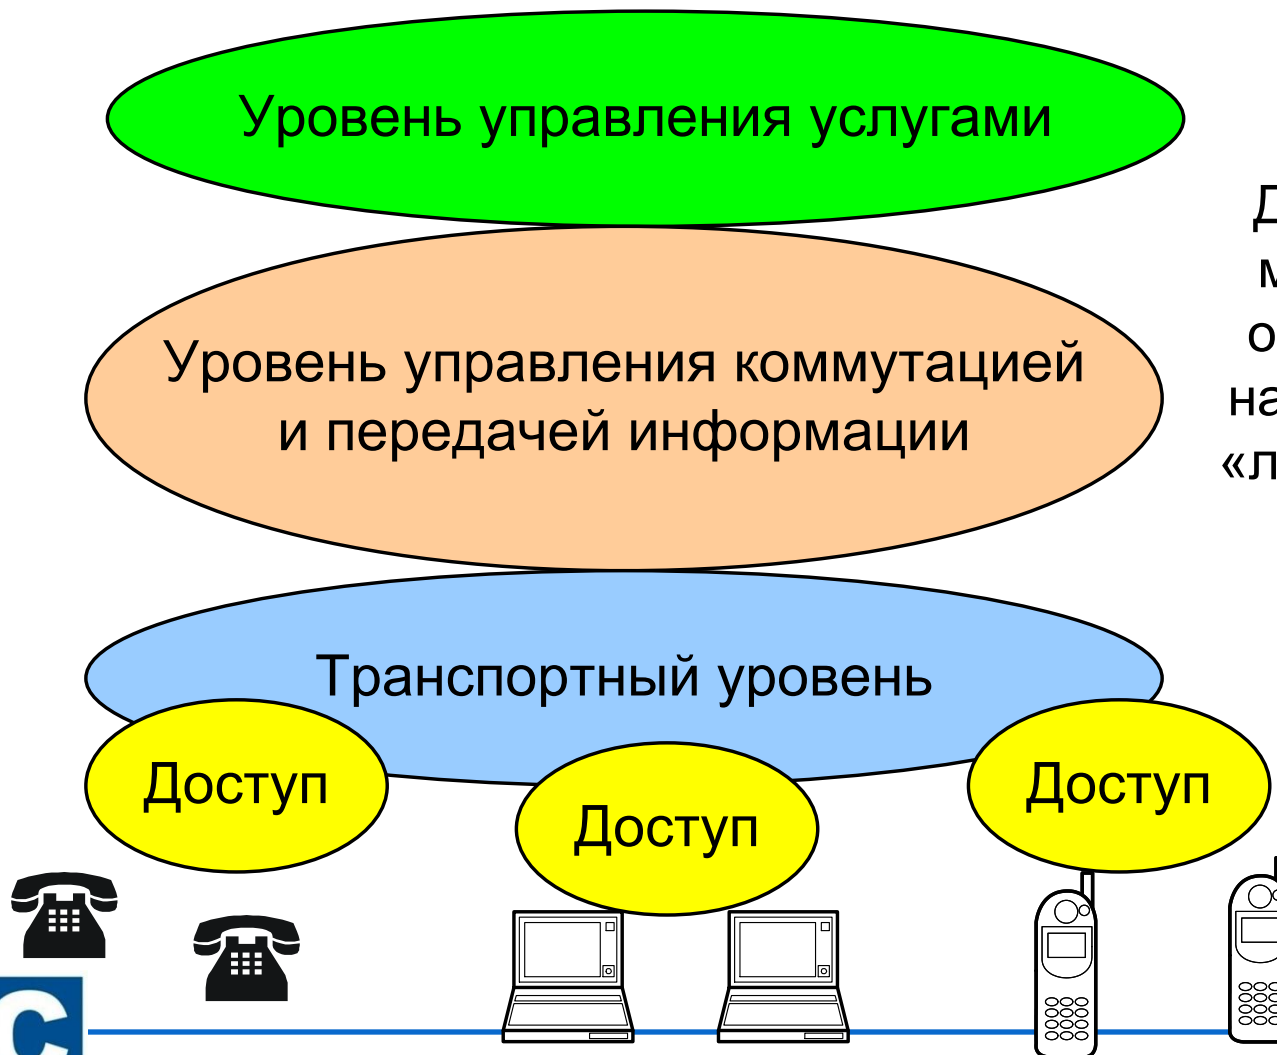 Уровень управления услугами
Уровень управления коммутацией
и передачей информации
Транспортный уровень
Доступ
Доступ
Доступ